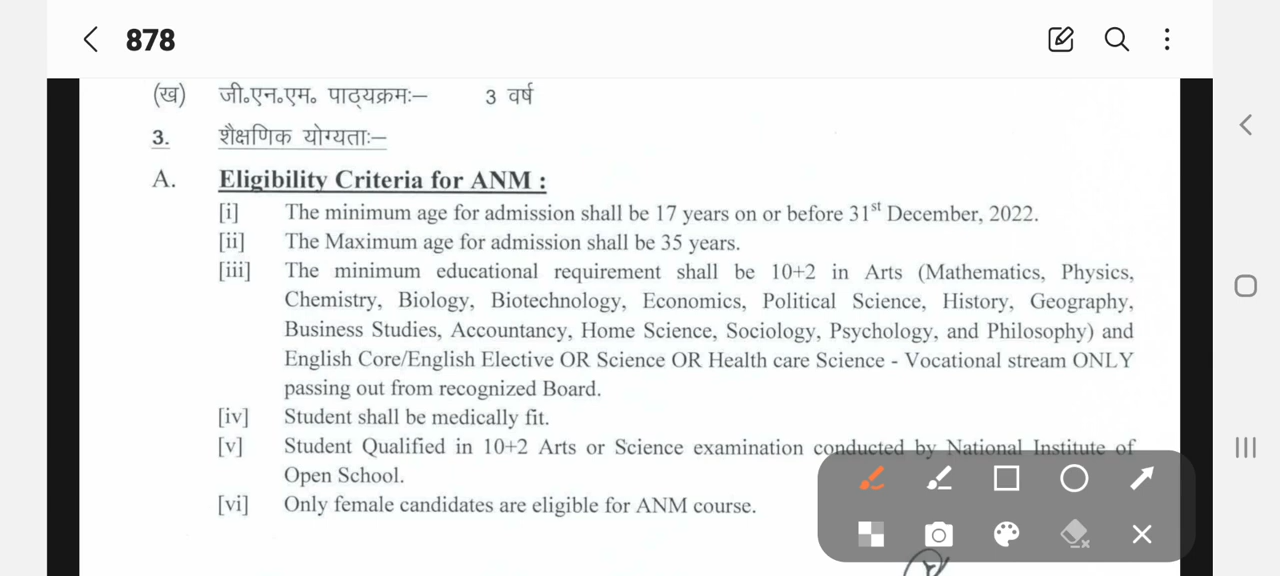 878
(ख) जी०एन०एम० पाठ्यक्रमः— 3 वर्ष
3. शैक्षणिक योग्यताः—
A. Eligibility Criteria for ANM :
[i] The minimum age for admission shall be 17 years on or before 31st December, 2022.
[ii] The Maximum age for admission shall be 35 years.
[iii] The minimum educational requirement shall be 10+2 in Arts (Mathematics, Physics,
Chemistry, Biology, Biotechnology, Economics, Political Science, History, Geography,
Business Studies, Accountancy, Home Science, Sociology, Psychology, and Philosophy) and
English Core/English Elective OR Science OR Health care Science - Vocational stream ONLY
passing out from recognized Board.
[iv] Student shall be medically fit.
[v] Student Qualified in 10+2 Arts or Science examination conducted by National Institute of
Open School.
[vi] Only female candidates are eligible for ANM course.